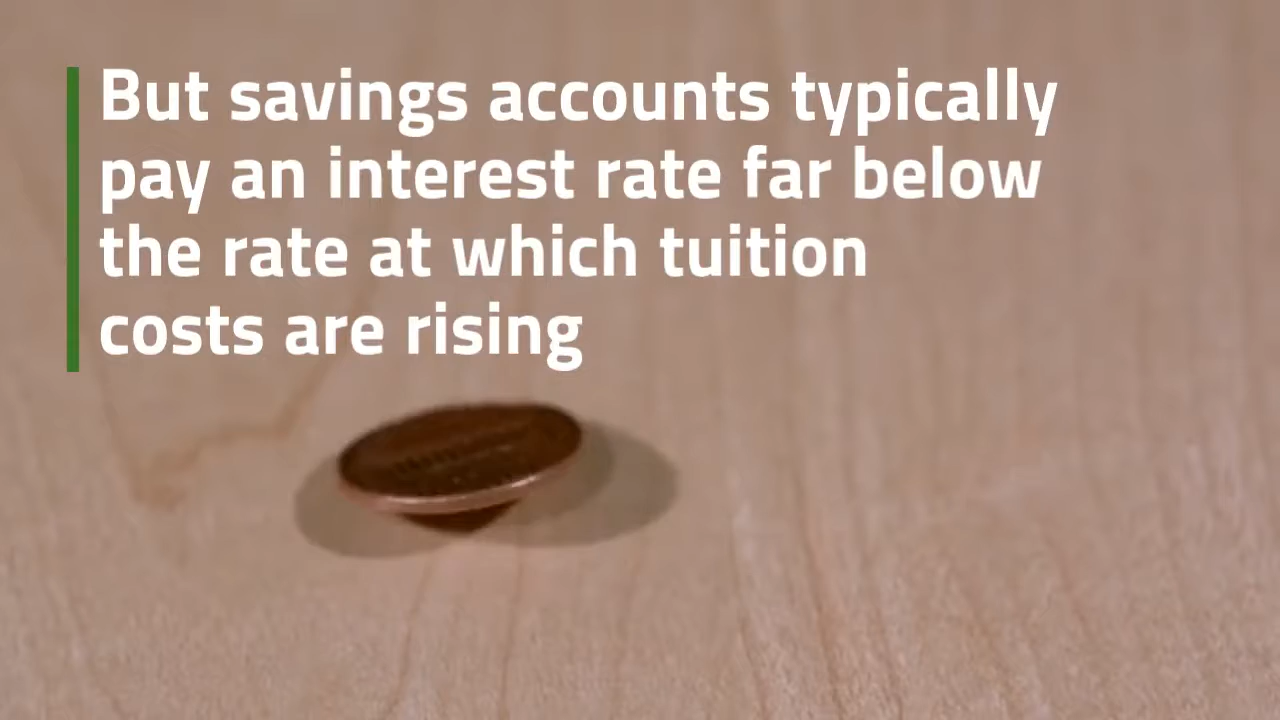 But savings accounts typically
pay an interest rate far below
the rate at which tuition
costs are rising